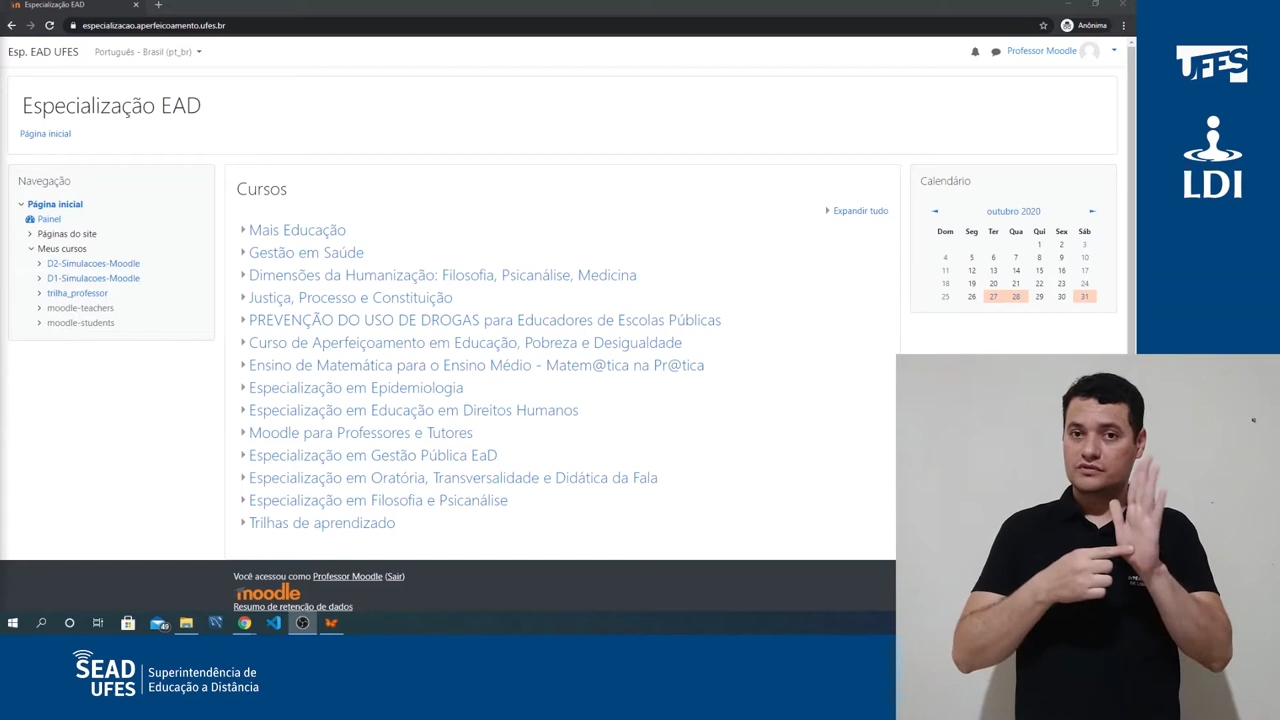 Especialização EAD
especializacao.aperfeicoamento.ufes.br
Anônima
Esp. EAD UFES
Português - Brasil (pt_br)
Professor Moodle
Especialização EAD
Página inicial
Navegação
Página inicial
Painel
Páginas do site
Meus cursos
D2-Simulacoes-Moodle
D1-Simulacoes-Moodle
trilha_professor
moodle-teachers
moodle-students
Cursos
Expandir tudo
Mais Educação
Gestão em Saúde
Dimensões da Humanização: Filosofia, Psicanálise, Medicina
Justiça, Processo e Constituição
PREVENÇÃO DO USO DE DROGAS para Educadores de Escolas Públicas
Curso de Aperfeiçoamento em Educação, Pobreza e Desigualdade
Ensino de Matemática para o Ensino Médio - Matem@tica na Pr@tica
Especialização em Epidemiologia
Especialização em Educação em Direitos Humanos
Moodle para Professores e Tutores
Especialização em Gestão Pública EaD
Especialização em Oratória, Transversalidade e Didática da Fala
Especialização em Filosofia e Psicanálise
Trilhas de aprendizado
Calendário
outubro 2020
Dom Seg Ter Qua Qui Sex Sáb
1 2 3
4 5 6 7 8 9 10
11 12 13 14 15 16 17
18 19 20 21 22 23 24
25 26 27 28 29 30 31
Você acessou como Professor Moodle (Sair)
moodle
Resumo de retenção de dados
49
UFES
LDI
SEAD
UFES
Superintendência de
Educação a Distância